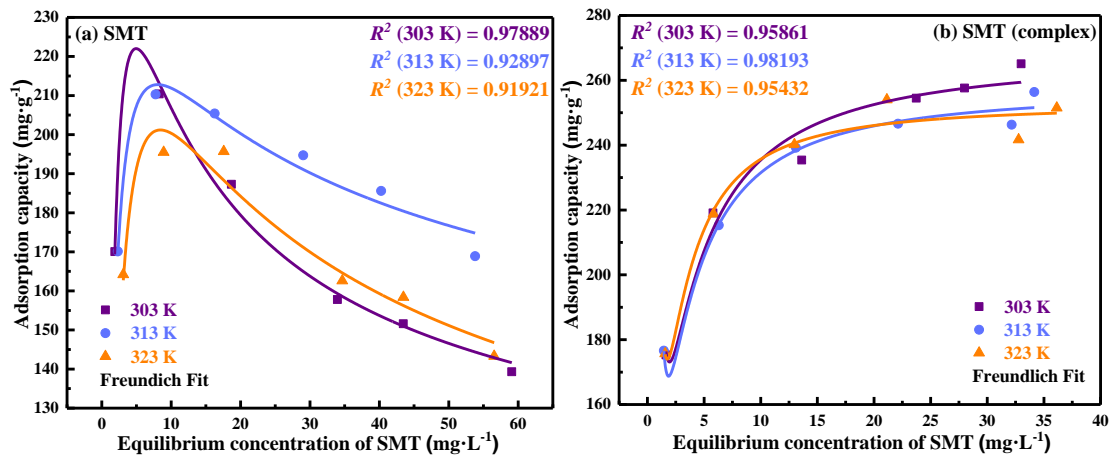 (a) SMT
R² (303 K) = 0.97889
R² (313 K) = 0.92897
R² (323 K) = 0.91921
230
220
210
200
190
180
170
160
150
140
130
Adsorption capacity (mg·g⁻¹)
303 K
313 K
323 K
Freundich Fit
0 10 20 30 40 50 60
Equilibrium concentration of SMT (mg·L⁻¹)
(b) SMT (complex)
R² (303 K) = 0.95861
R² (313 K) = 0.98193
R² (323 K) = 0.95432
280
260
240
220
200
180
160
Adsorption capacity (mg·g⁻¹)
303 K
313 K
323 K
Freundlich Fit
0 5 10 15 20 25 30 35 40
Equilibrium concentration of SMT (mg·L⁻¹)